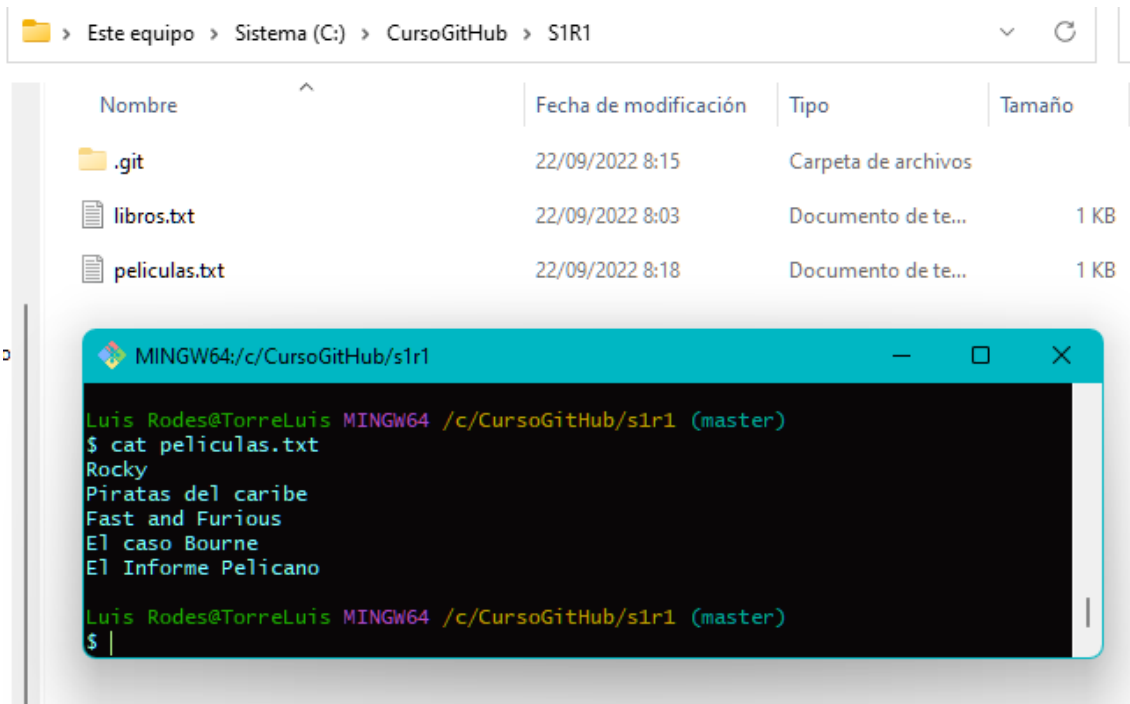 Este equipo > Sistema (C:) > CursoGitHub > S1R1
Nombre Fecha de modificación Tipo Tamaño
.git 22/09/2022 8:15 Carpeta de archivos
libros.txt 22/09/2022 8:03 Documento de te... 1 KB
peliculas.txt 22/09/2022 8:18 Documento de te... 1 KB
MINGW64:/c/CursoGitHub/s1r1
Luis Rodes@TorreLuis MINGW64 /c/CursoGitHub/s1r1 (master)
$ cat peliculas.txt
Rocky
Piratas del caribe
Fast and Furious
El caso Bourne
El Informe Pelicano
Luis Rodes@TorreLuis MINGW64 /c/CursoGitHub/s1r1 (master)
$